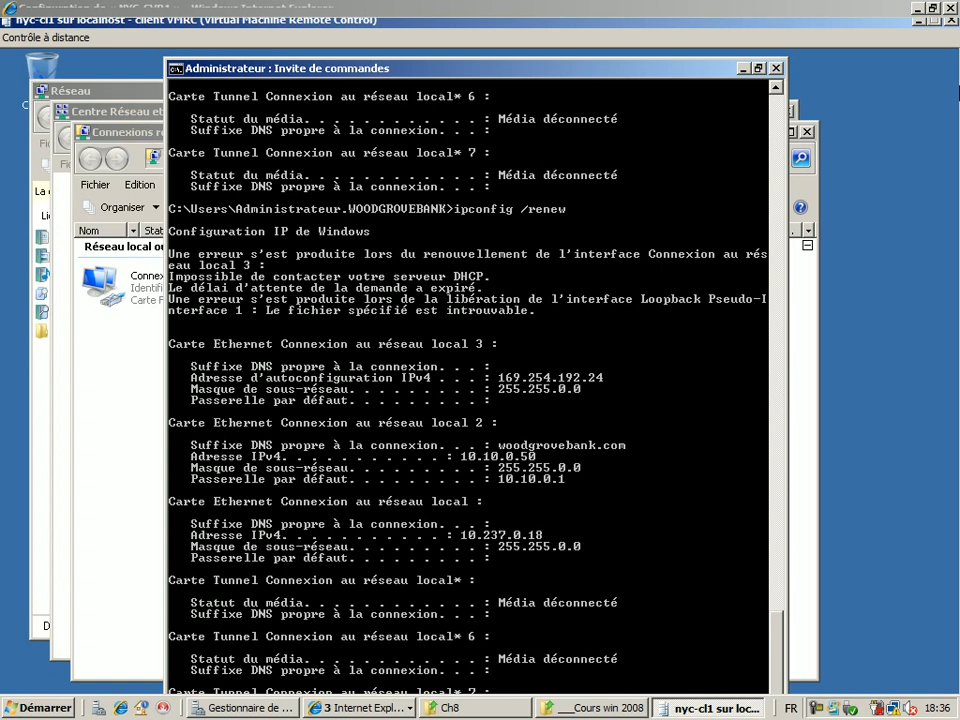 nyc-cl1 sur localhost - client VMRC (Virtual Machine Remote Control)
Contrôle à distance
Réseau
Centre Réseau et
Connexions r
Administrateur : Invite de commandes
Fichier Edition
Organiser
Nom Stat
Réseau local ou
Connex
Identifi
Carte F
Carte Tunnel Connexion au réseau local* 6 :
Statut du média. . . . . . . . . . . . : Média déconnecté
Suffixe DNS propre à la connexion. . . :
Carte Tunnel Connexion au réseau local* 7 :
Statut du média. . . . . . . . . . . . : Média déconnecté
Suffixe DNS propre à la connexion. . . :
C:\Users\Administrateur.WOODGROVEBANK>ipconfig /renew
Configuration IP de Windows
Une erreur s'est produite lors du renouvellement de l'interface Connexion au rés
eau local 3 :
Impossible de contacter votre serveur DHCP.
Le délai d'attente de la demande a expiré.
Une erreur s'est produite lors de la libération de l'interface Loopback Pseudo-I
nterface 1 : Le fichier spécifié est introuvable.
Carte Ethernet Connexion au réseau local 3 :
Suffixe DNS propre à la connexion. . . :
Adresse d'autoconfiguration IPv4 . . . : 169.254.192.24
Masque de sous-réseau. . . . . . . . . : 255.255.0.0
Passerelle par défaut. . . . . . . . . :
Carte Ethernet Connexion au réseau local 2 :
Suffixe DNS propre à la connexion. . . : woodgrovebank.com
Adresse IPv4. . . . . . . . . . . : 10.10.0.50
Masque de sous-réseau. . . . . . . . . : 255.255.0.0
Passerelle par défaut. . . . . . . . . : 10.10.0.1
Carte Ethernet Connexion au réseau local :
Suffixe DNS propre à la connexion. . . :
Adresse IPv4. . . . . . . . . . . : 10.237.0.18
Masque de sous-réseau. . . . . . . . . : 255.255.0.0
Passerelle par défaut. . . . . . . . . :
Carte Tunnel Connexion au réseau local* :
Statut du média. . . . . . . . . . . . : Média déconnecté
Suffixe DNS propre à la connexion. . . :
Carte Tunnel Connexion au réseau local* 6 :
Statut du média. . . . . . . . . . . . : Média déconnecté
Suffixe DNS propre à la connexion. . . :
Carte Tunnel Connexion au réseau local* 7 :
Démarrer
Gestionnaire de ...
3 Internet Expl...
Ch8
__Cours win 2008
nyc-cl1 sur loc...
FR
18:36